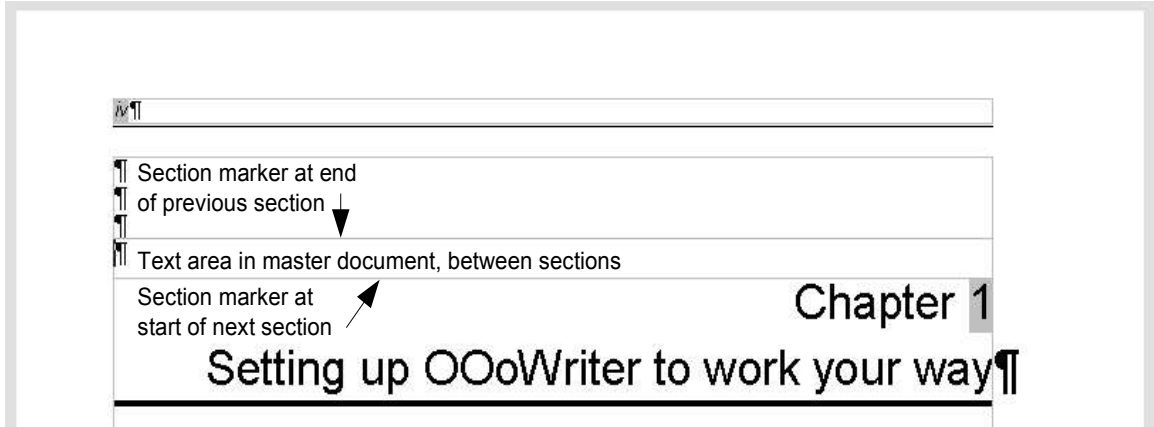 iv¶
¶ Section marker at end
¶ of previous section
¶
¶ Text area in master document, between sections
Section marker at
start of next section
Chapter 1
Setting up OOoWriter to work your way¶